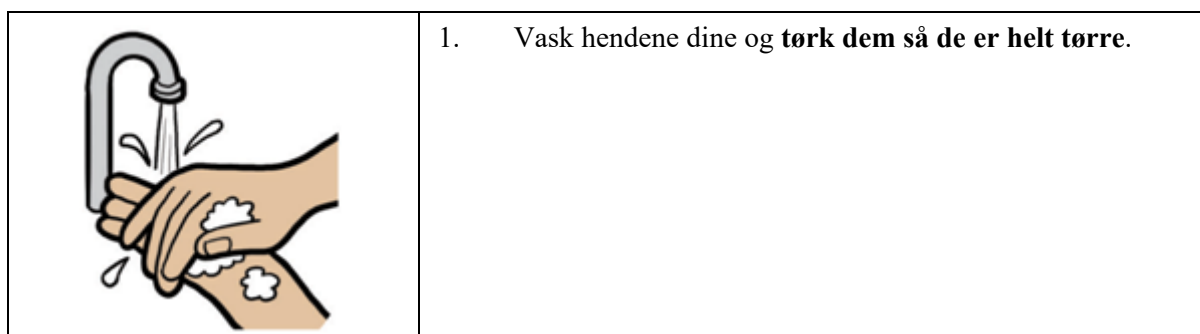 1. Vask hendene dine og tørk dem så de er helt tørre.